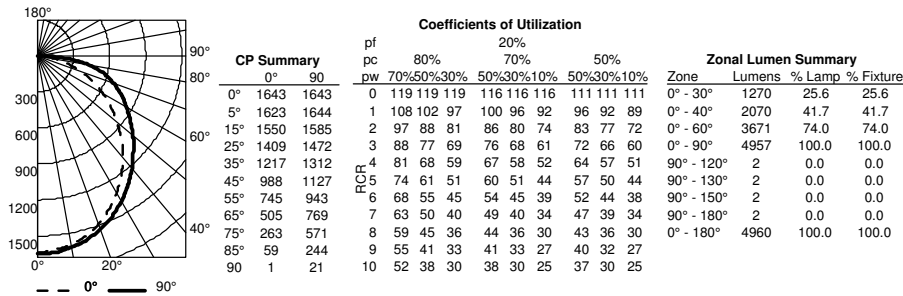 180°
90°
80°
60°
40°
300
600
900
1200
1500
0° 20°
0° 90°
CP Summary
0° 90
0° 1643 1643
5° 1623 1644
15° 1550 1585
25° 1409 1472
35° 1217 1312
45° 988 1127
55° 745 943
65° 505 769
75° 263 571
85° 59 244
90 1 21
Coefficients of Utilization
pf 20%
pc 80% 70% 50%
pw 70%50%30% 50%30%10% 50%30%10%
RCR
0 119 119 119 116 116 116 111 111 111
1 108 102 97 100 96 92 96 92 89
2 97 88 81 86 80 74 83 77 72
3 88 77 69 76 68 61 72 66 60
4 81 68 59 67 58 52 64 57 51
5 74 61 51 60 51 44 57 50 44
6 68 55 45 54 45 39 52 44 38
7 63 50 40 49 40 34 47 39 34
8 59 45 36 44 36 30 43 36 30
9 55 41 33 41 33 27 40 32 27
10 52 38 30 38 30 25 37 30 25
Zonal Lumen Summary
Zone Lumens % Lamp % Fixture
0° - 30° 1270 25.6 25.6
0° - 40° 2070 41.7 41.7
0° - 60° 3671 74.0 74.0
0° - 90° 4957 100.0 100.0
90° - 120° 2 0.0 0.0
90° - 130° 2 0.0 0.0
90° - 150° 2 0.0 0.0
90° - 180° 2 0.0 0.0
0° - 180° 4960 100.0 100.0